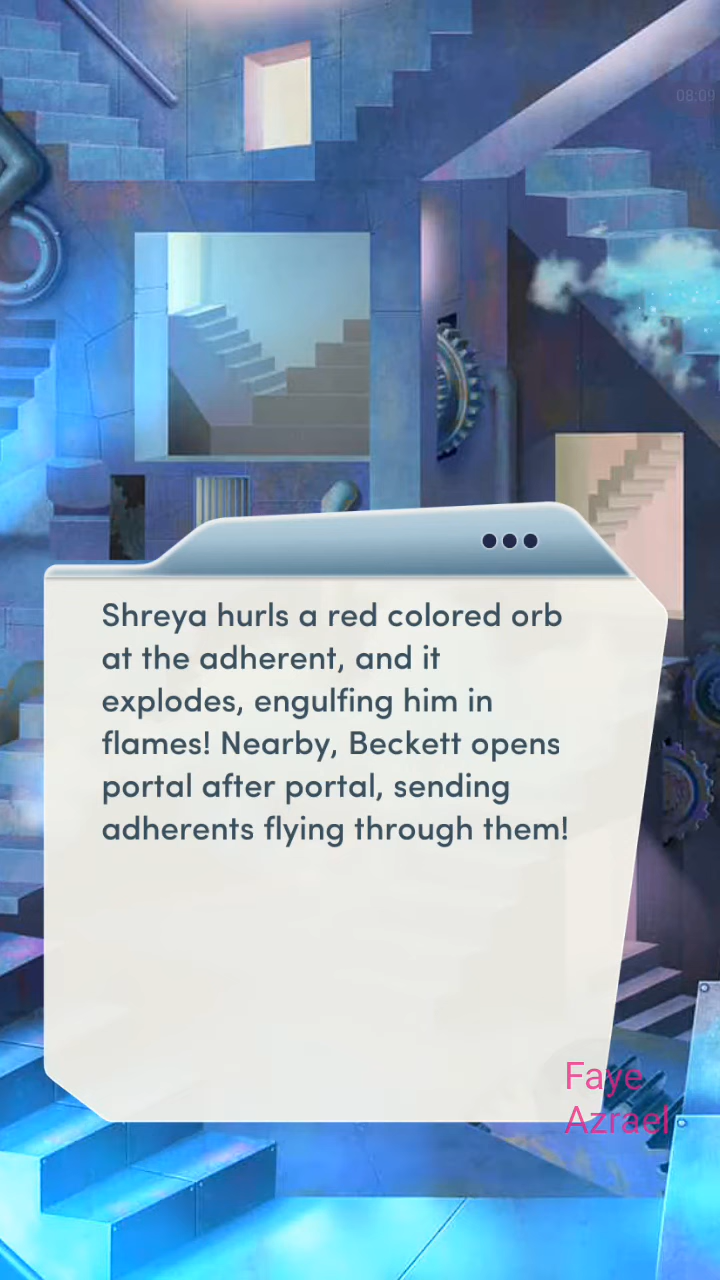 08:09
Shreya hurls a red colored orb
at the adherent, and it
explodes, engulfing him in
flames! Nearby, Beckett opens
portal after portal, sending
adherents flying through them!
Faye
Azrael